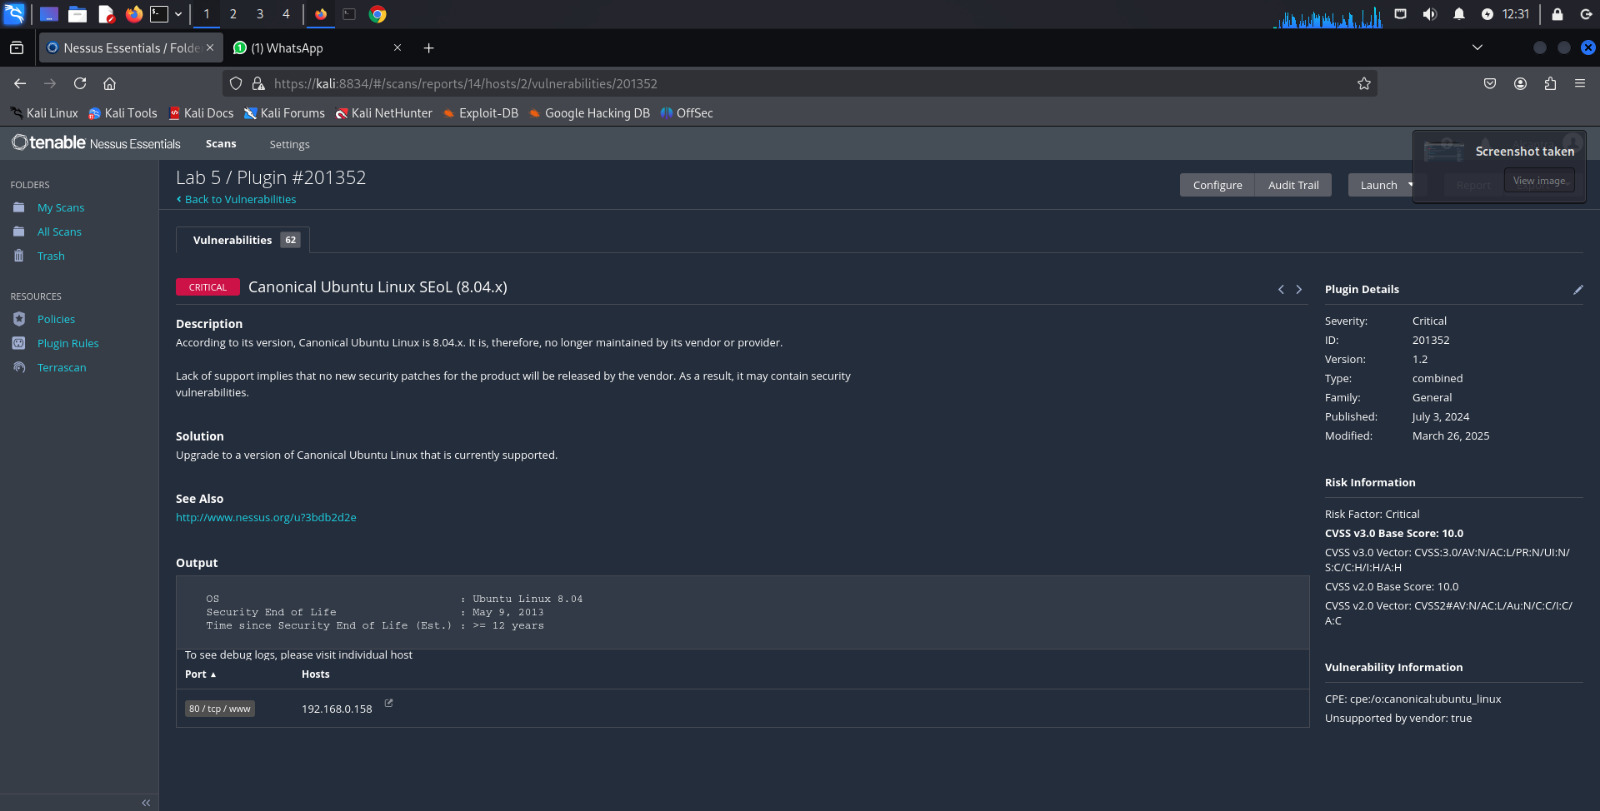 1 2 3 4 12:31
Nessus Essentials / Folde
(1) WhatsApp
https://kali:8834/#/scans/reports/14/hosts/2/vulnerabilities/201352
Kali Linux Kali Tools Kali Docs Kali Forums Kali NetHunter Exploit-DB Google Hacking DB OffSec
tenable Nessus Essentials Scans Settings
Screenshot taken
View image
FOLDERS
My Scans
All Scans
Trash
RESOURCES
Policies
Plugin Rules
Terrascan
Lab 5 / Plugin #201352
Back to Vulnerabilities
Configure Audit Trail Launch Report
Vulnerabilities 62
CRITICAL Canonical Ubuntu Linux SEoL (8.04.x)
Description
According to its version, Canonical Ubuntu Linux is 8.04.x. It is, therefore, no longer maintained by its vendor or provider.
Lack of support implies that no new security patches for the product will be released by the vendor. As a result, it may contain security
vulnerabilities.
Solution
Upgrade to a version of Canonical Ubuntu Linux that is currently supported.
See Also
http://www.nessus.org/u?3bdb2d2e
Output
OS : Ubuntu Linux 8.04
Security End of Life : May 9, 2013
Time since Security End of Life (Est.) : >= 12 years
To see debug logs, please visit individual host
Port Hosts
80 / tcp / www 192.168.0.158
Plugin Details
Severity: Critical
ID: 201352
Version: 1.2
Type: combined
Family: General
Published: July 3, 2024
Modified: March 26, 2025
Risk Information
Risk Factor: Critical
CVSS v3.0 Base Score: 10.0
CVSS v3.0 Vector: CVSS:3.0/AV:N/AC:L/PR:N/UI:N/
S:C/C:H/I:H/A:H
CVSS v2.0 Base Score: 10.0
CVSS v2.0 Vector: CVSS2#AV:N/AC:L/Au:N/C:C/I:C/
A:C
Vulnerability Information
CPE: cpe:/o:canonical:ubuntu_linux
Unsupported by vendor: true